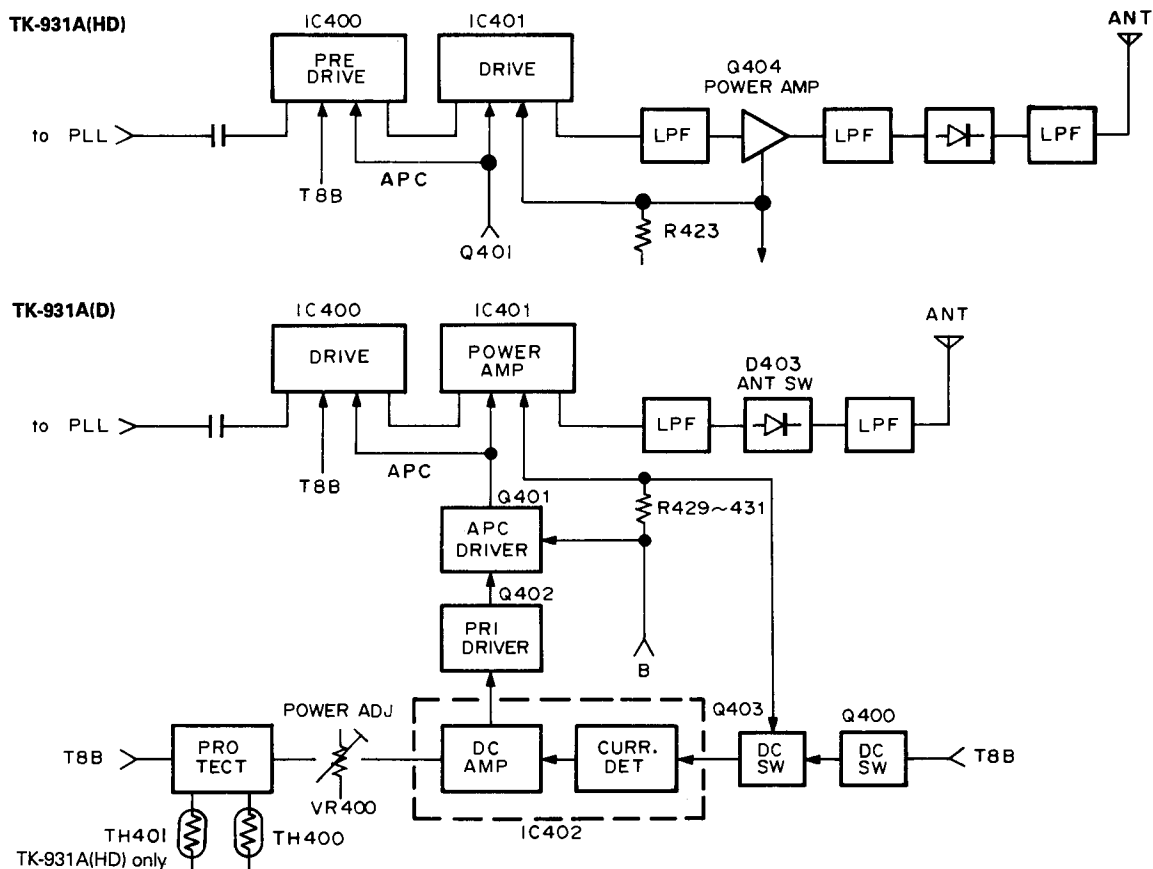 TK-931A(HD)
IC400
IC401
ANT
PRE
DRIVE
DRIVE
Q404
POWER AMP
to PLL
LPF
LPF
LPF
T8B
APC
Q401
R423
TK-931A(D)
IC400
IC401
ANT
DRIVE
POWER
AMP
D403
ANT SW
to PLL
LPF
LPF
T8B
APC
Q401
R429~431
APC
DRIVER
Q402
PRI
DRIVER
B
POWER ADJ
Q403
Q400
T8B
PRO
TECT
DC
AMP
CURR.
DET
DC
SW
DC
SW
T8B
VR400
IC402
TH401
TH400
TK-931A(HD) only